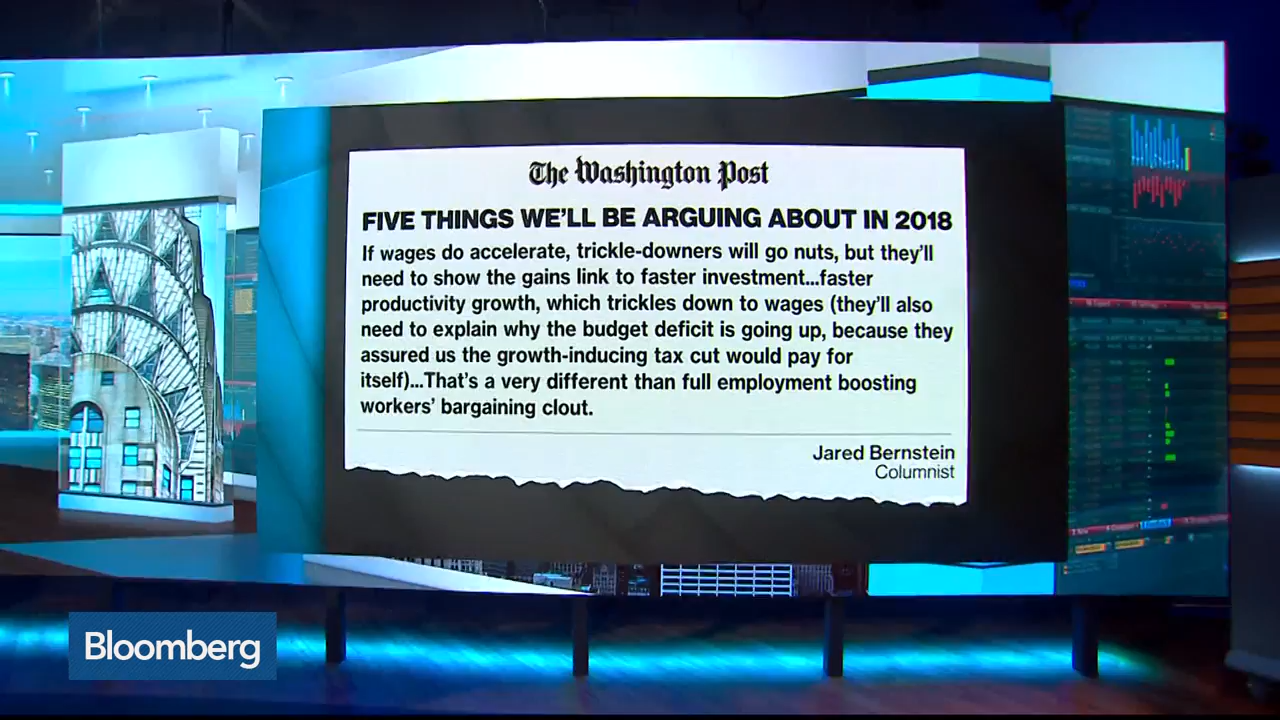 The Washington Post
FIVE THINGS WE'LL BE ARGUING ABOUT IN 2018
If wages do accelerate, trickle-downers will go nuts, but they'll
need to show the gains link to faster investment...faster
productivity growth, which trickles down to wages (they'll also
need to explain why the budget deficit is going up, because they
assured us the growth-inducing tax cut would pay for
itself)...That's a very different than full employment boosting
workers' bargaining clout.
Jared Bernstein
Columnist
Bloomberg